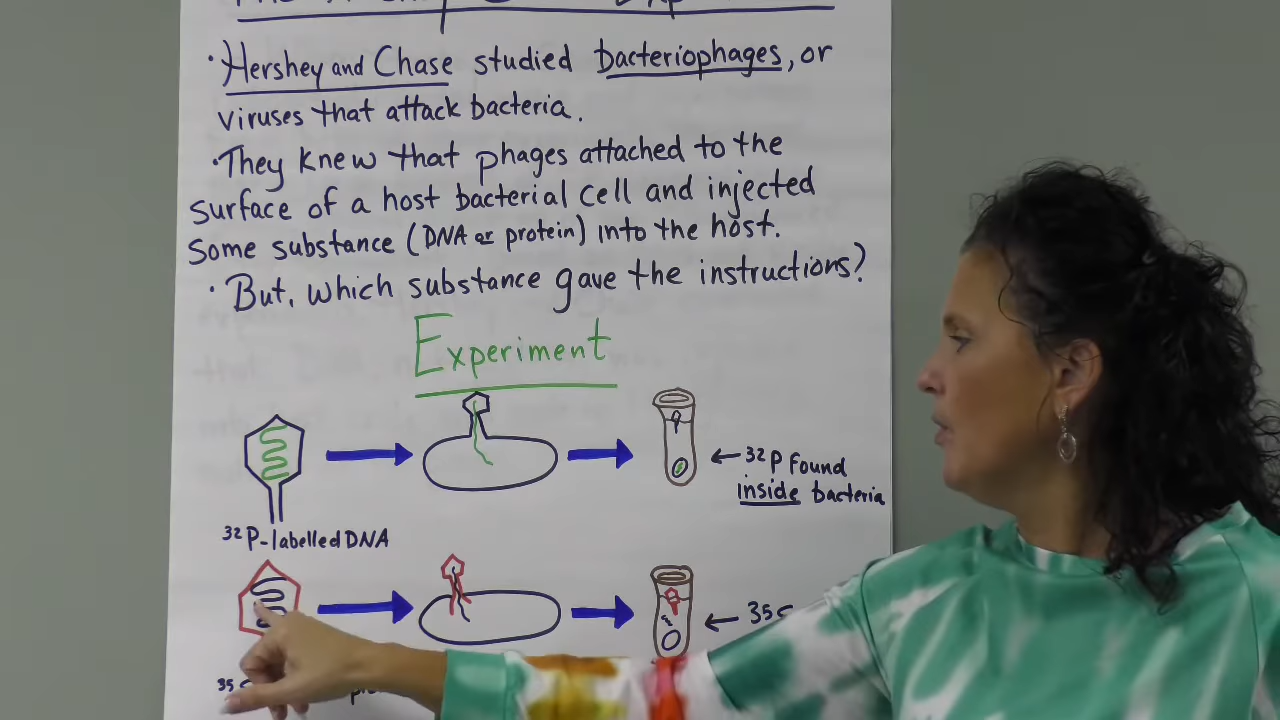 · Hershey and Chase studied bacteriophages, or
viruses that attack bacteria.
· They knew that phages attached to the
surface of a host bacterial cell and injected
some substance (DNA or protein) into the host.
· But, which substance gave the instructions?
Experiment
← 32P found
inside bacteria
32P-labelled DNA
← 35S
35S